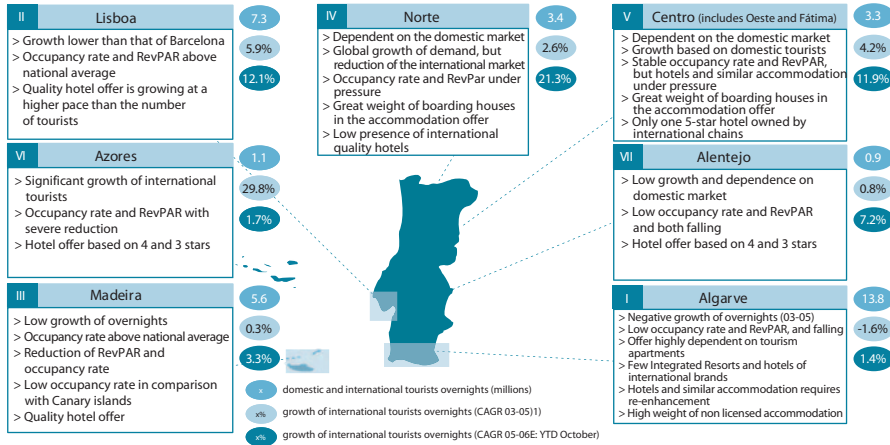 II Lisboa 7.3
> Growth lower than that of Barcelona
5.9%
> Occupancy rate and RevPAR above
national average
12.1%
> Quality hotel offer is growing at a
higher pace than the number
of tourists
IV Norte 3.4
> Dependent on the domestic market
> Global growth of demand, but
2.6%
reduction of the international market
> Occupancy rate and RevPar under
21.3%
pressure
> Great weight of boarding houses
in the accommodation offer
> Low presence of international
quality hotels
V Centro (includes Oeste and Fátima) 3.3
> Dependent on the domestic market
> Growth based on domestic tourists
4.2%
> Stable occupancy rate and RevPAR,
but hotels and similar accommodation
11.9%
under pressure
> Great weight of boarding houses in
the accommodation offer
> Only one 5-star hotel owned by
international chains
VI Azores 1.1
> Significant growth of international
29.8%
tourists
> Occupancy rate and RevPAR with
1.7%
severe reduction
> Hotel offer based on 4 and 3 stars
VII Alentejo 0.9
> Low growth and dependence on
0.8%
domestic market
> Low occupancy rate and RevPAR
7.2%
and both falling
> Hotel offer based on 4 and 3 stars
III Madeira 5.6
> Low growth of overnights
0.3%
> Occupancy rate above national average
> Reduction of RevPAR and
3.3%
occupancy rate
> Low occupancy rate in comparison
with Canary islands
> Quality hotel offer
I Algarve 13.8
> Negative growth of overnights (03-05)
-1.6%
> Low occupancy rate and RevPAR, and falling
> Offer highly dependent on tourism
1.4%
apartments
> Few Integrated Resorts and hotels of
international brands
> Hotels and similar accommodation requires
re-enhancement
> High weight of non licensed accommodation
x domestic and international tourists overnights (millions)
x% growth of international tourists overnights (CAGR 03-05)1)
x% growth of international tourists overnights (CAGR 05-06E: YTD October)